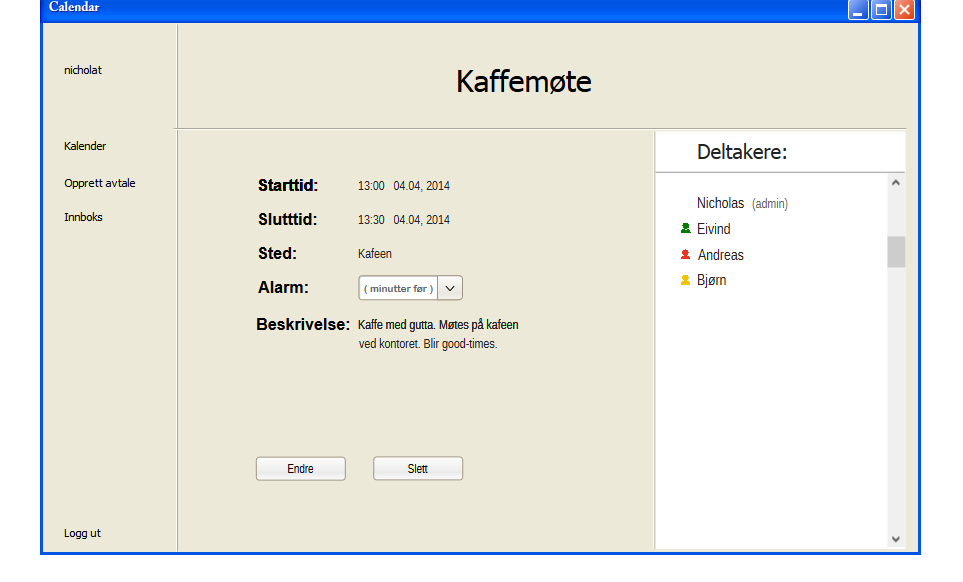 Calendar
nicholat
Kaffemøte
Kalender
Opprett avtale
Innboks
Logg ut
Starttid: 13:00 04.04, 2014
Slutttid: 13:30 04.04, 2014
Sted: Kafeen
Alarm: ( minutter før )
Beskrivelse: Kaffe med gutta. Møtes på kafeen
ved kontoret. Blir good-times.
Endre Slett
Deltakere:
Nicholas (admin)
Eivind
Andreas
Bjørn